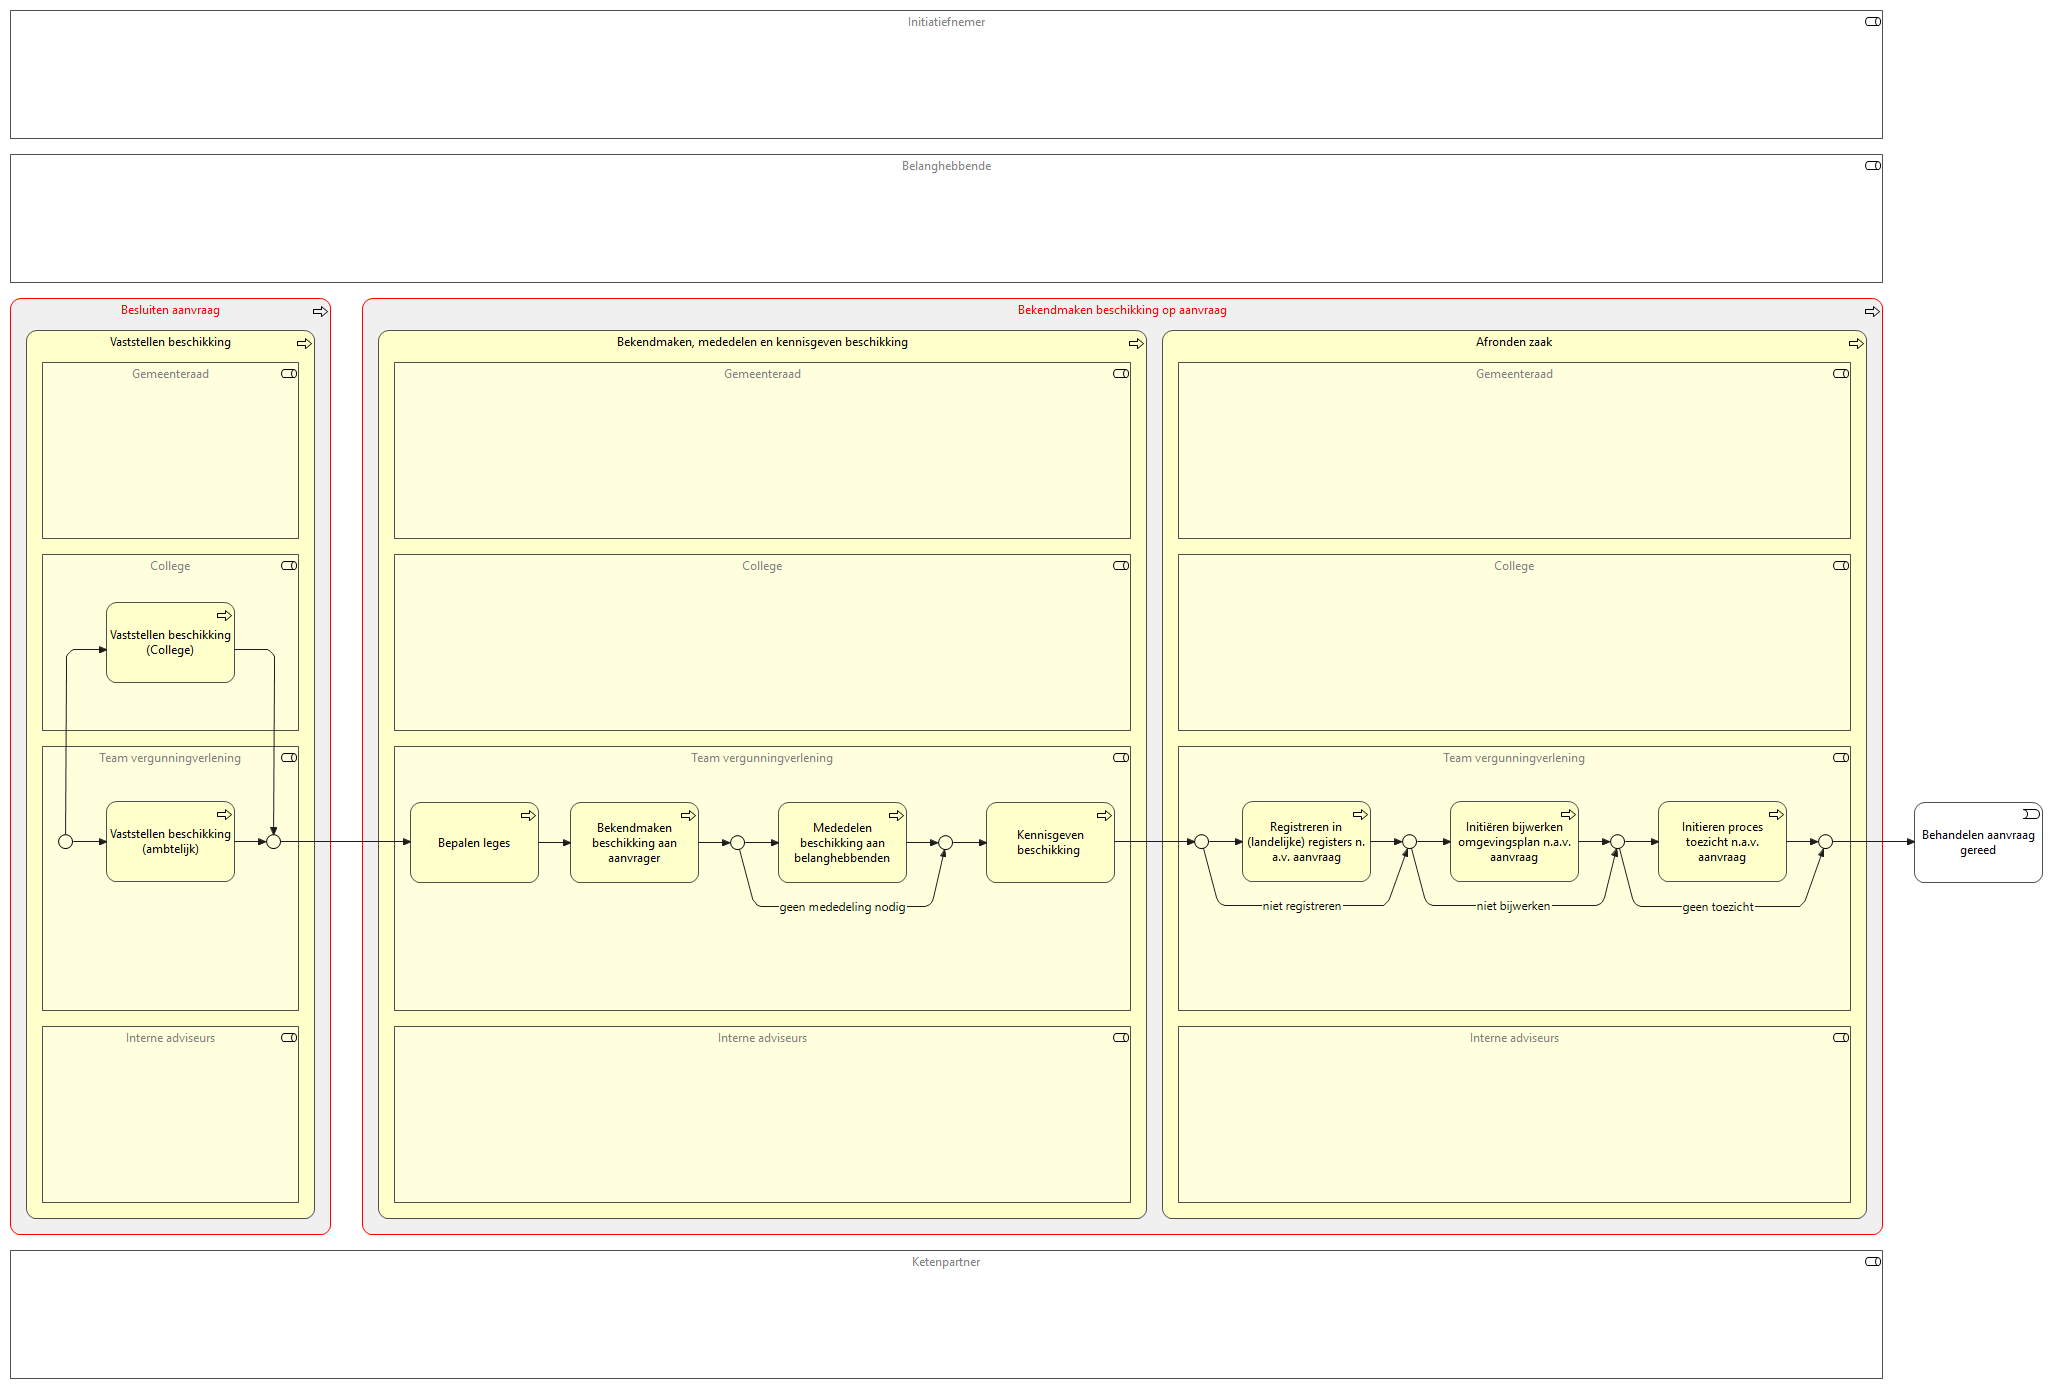 Initiatiefnemer
Belanghebbende
Besluiten aanvraag
Bekendmaken beschikking op aanvraag
Vaststellen beschikking
Bekendmaken, mededelen en kennisgeven beschikking
Afronden zaak
Gemeenteraad
Gemeenteraad
Gemeenteraad
College
College
College
Vaststellen beschikking
(College)
Team vergunningverlening
Team vergunningverlening
Team vergunningverlening
Vaststellen beschikking
(ambtelijk)
Bepalen leges
Bekendmaken
beschikking aan
aanvrager
Mededelen
beschikking aan
belanghebbenden
geen mededeling nodig
Kennisgeven
beschikking
Registreren in
(landelijke) registers n.
a.v. aanvraag
niet registreren
Initiëren bijwerken
omgevingsplan n.a.v.
aanvraag
niet bijwerken
Initieren proces
toezicht n.a.v.
aanvraag
geen toezicht
Behandelen aanvraag
gereed
Interne adviseurs
Interne adviseurs
Interne adviseurs
Ketenpartner